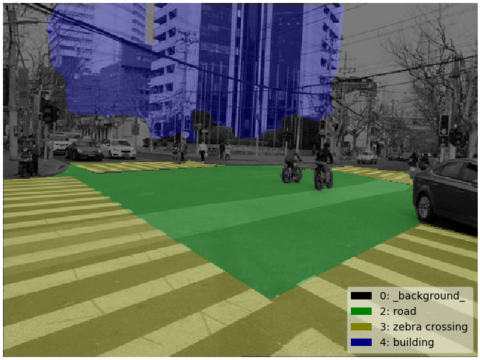 0: _background_
2: road
3: zebra crossing
4: building